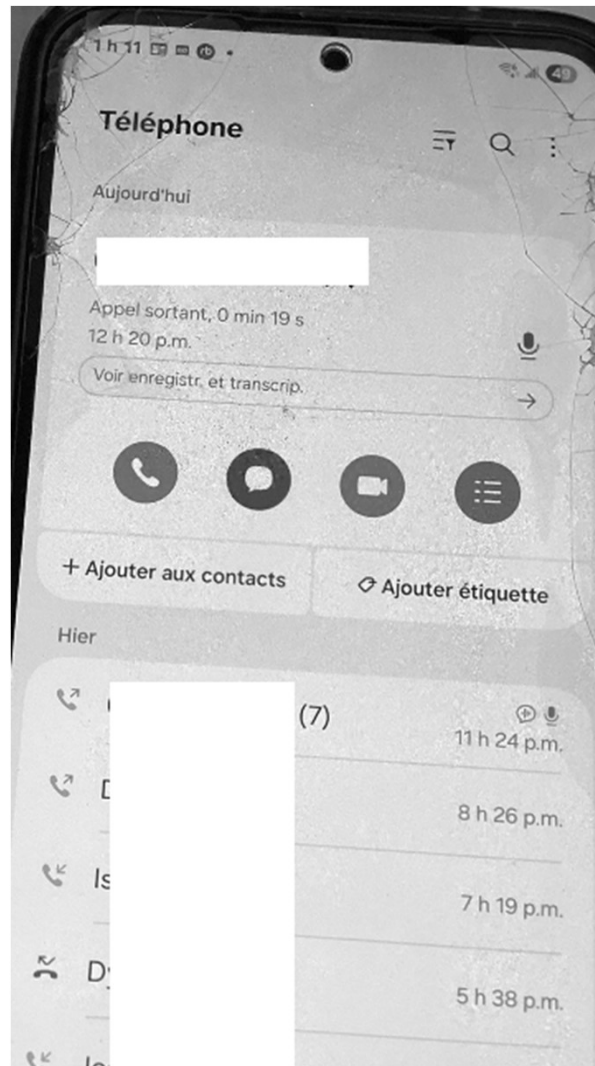 1 h 11
49
Téléphone
Aujourd'hui
Appel sortant, 0 min 19 s
12 h 20 p.m.
Voir enregistr. et transcrip.
+ Ajouter aux contacts
Ajouter étiquette
Hier
(7)
11 h 24 p.m.
8 h 26 p.m.
Is
7 h 19 p.m.
5 h 38 p.m.